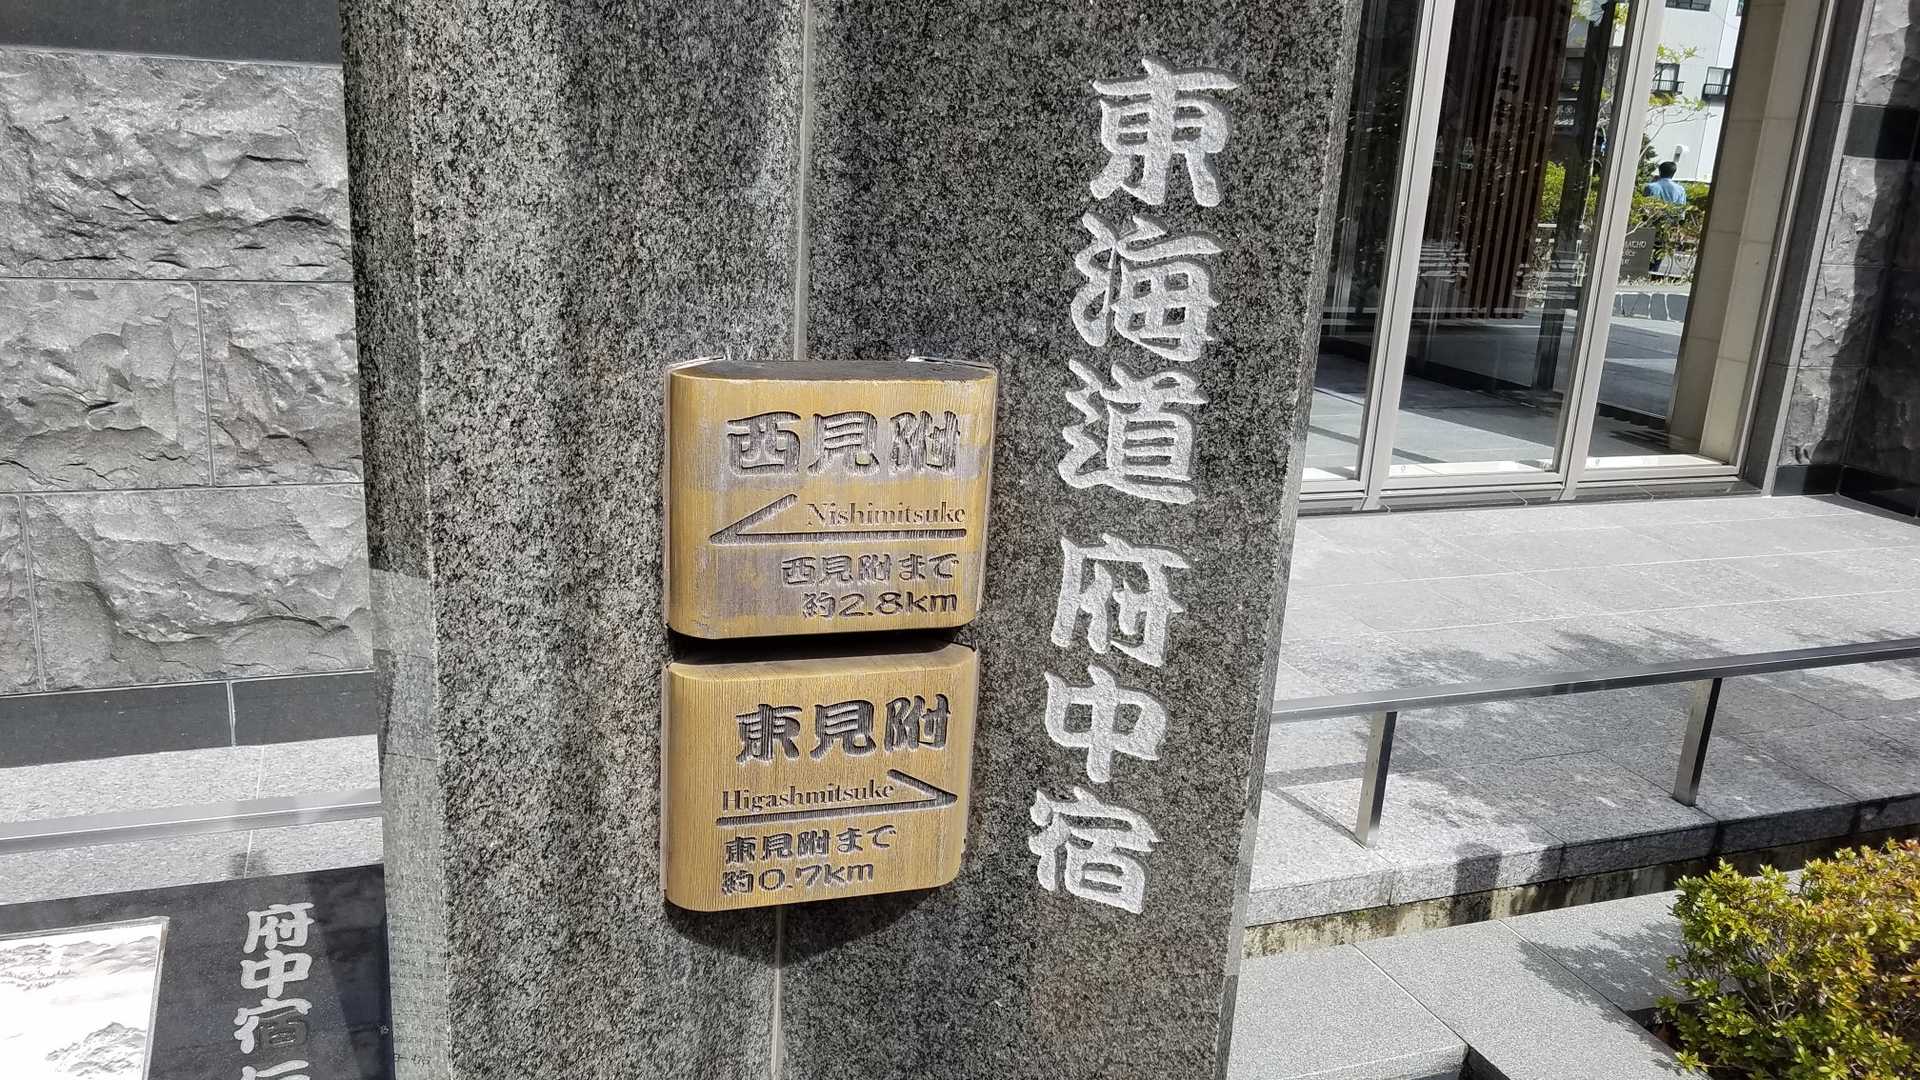 東海道府中宿
西見附
Nishimitsuke
西見附まで
約2.8km
東見附
Higashmitsuke
東見附まで
約0.7km
府中宿